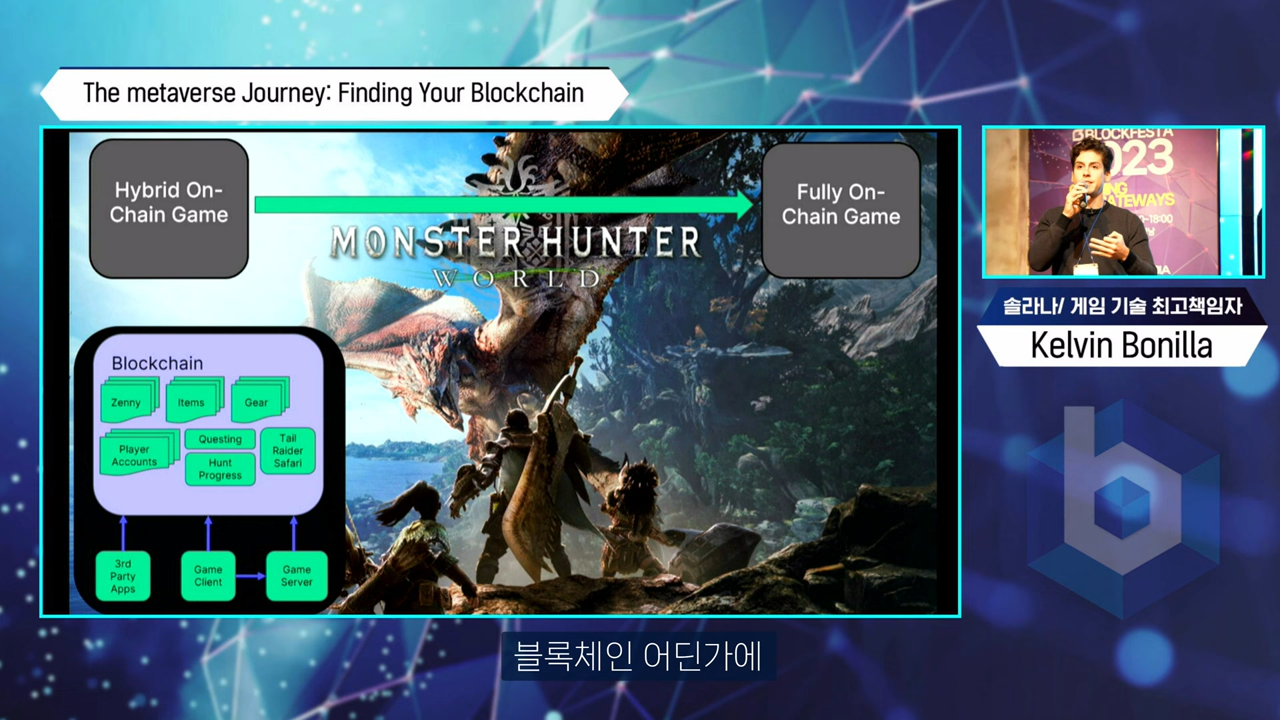 The metaverse Journey: Finding Your Blockchain
Hybrid On-
Chain Game
Fully On-
Chain Game
MONSTER HUNTER
WORLD
Blockchain
Zenny
Items
Gear
Player
Accounts
Questing
Hunt
Progress
Tail
Raider
Safari
3rd
Party
Apps
Game
Client
Game
Server
BLOCKFESTA
2023
솔라나/ 게임 기술 최고책임자
Kelvin Bonilla
블록체인 어딘가에